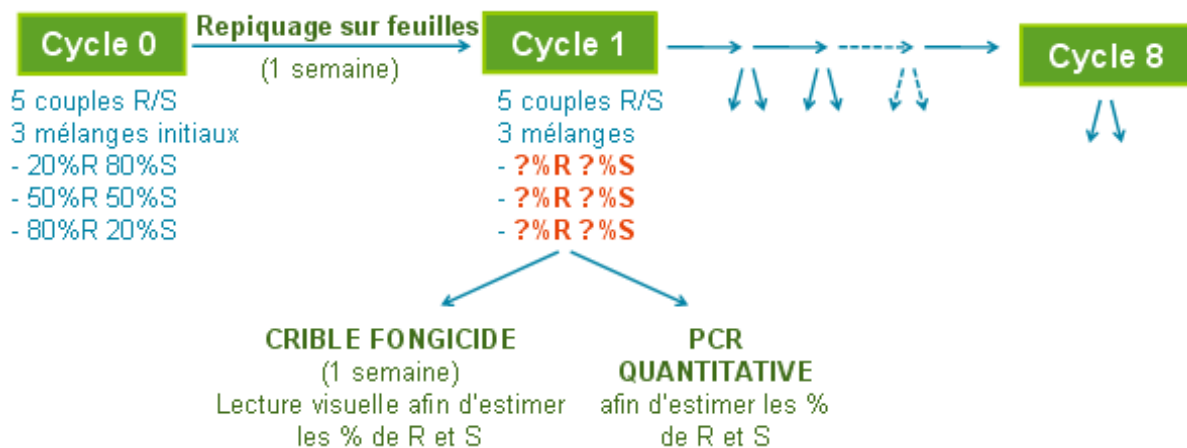 Cycle 0
Repiquage sur feuilles
(1 semaine)
Cycle 1
Cycle 8
5 couples R/S
3 mélanges initiaux
- 20%R 80%S
- 50%R 50%S
- 80%R 20%S
5 couples R/S
3 mélanges
- ?%R ?%S
- ?%R ?%S
- ?%R ?%S
CRIBLE FONGICIDE
(1 semaine)
Lecture visuelle afin d'estimer
les % de R et S
PCR
QUANTITATIVE
afin d'estimer les %
de R et S